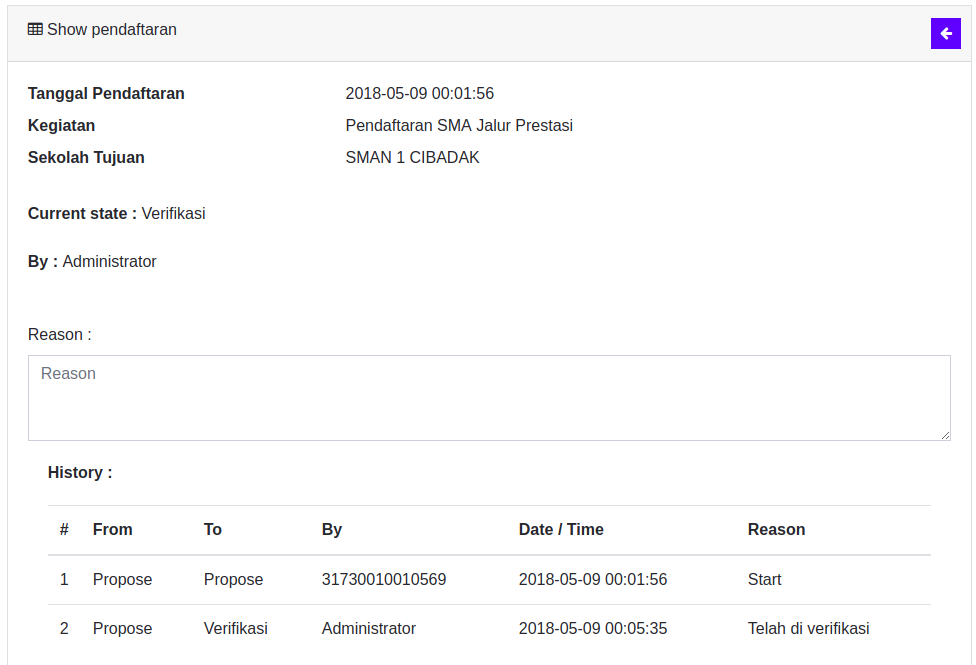 Show pendaftaran
Tanggal Pendaftaran 2018-05-09 00:01:56
Kegiatan Pendaftaran SMA Jalur Prestasi
Sekolah Tujuan SMAN 1 CIBADAK
Current state : Verifikasi
By : Administrator
Reason :
Reason
History :
# From To By Date / Time Reason
1 Propose Propose 31730010010569 2018-05-09 00:01:56 Start
2 Propose Verifikasi Administrator 2018-05-09 00:05:35 Telah di verifikasi